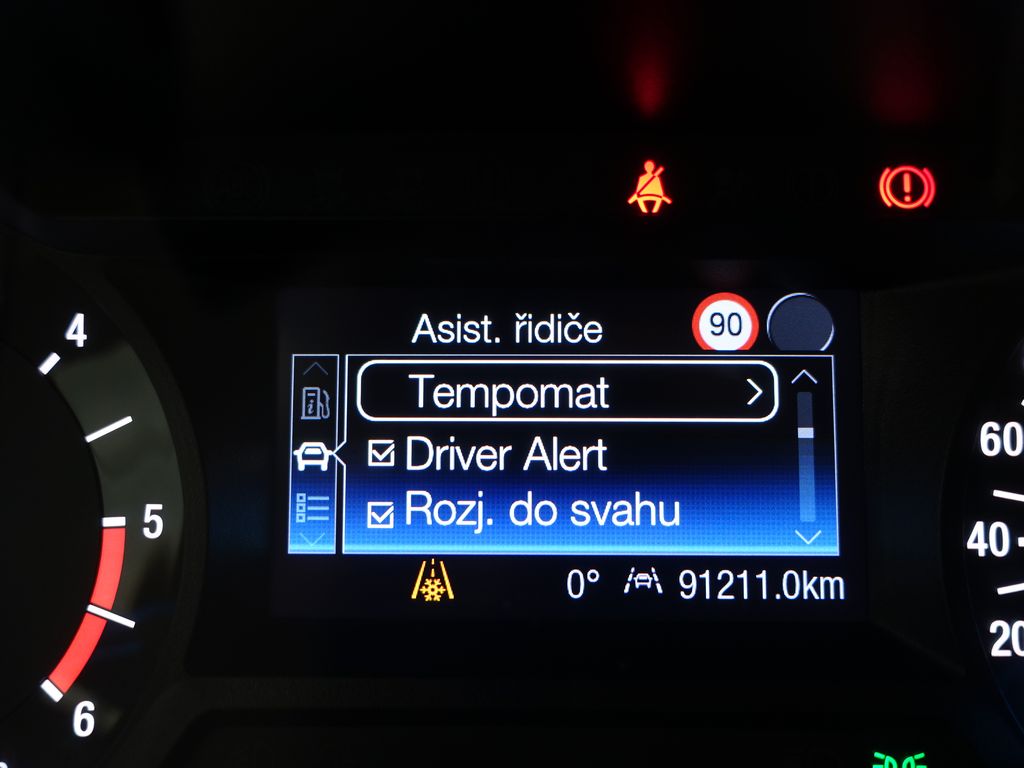 90
Asist. řidiče
Tempomat
Driver Alert
Rozj. do svahu
0° 91211.0km
4
5
6
60
40
20